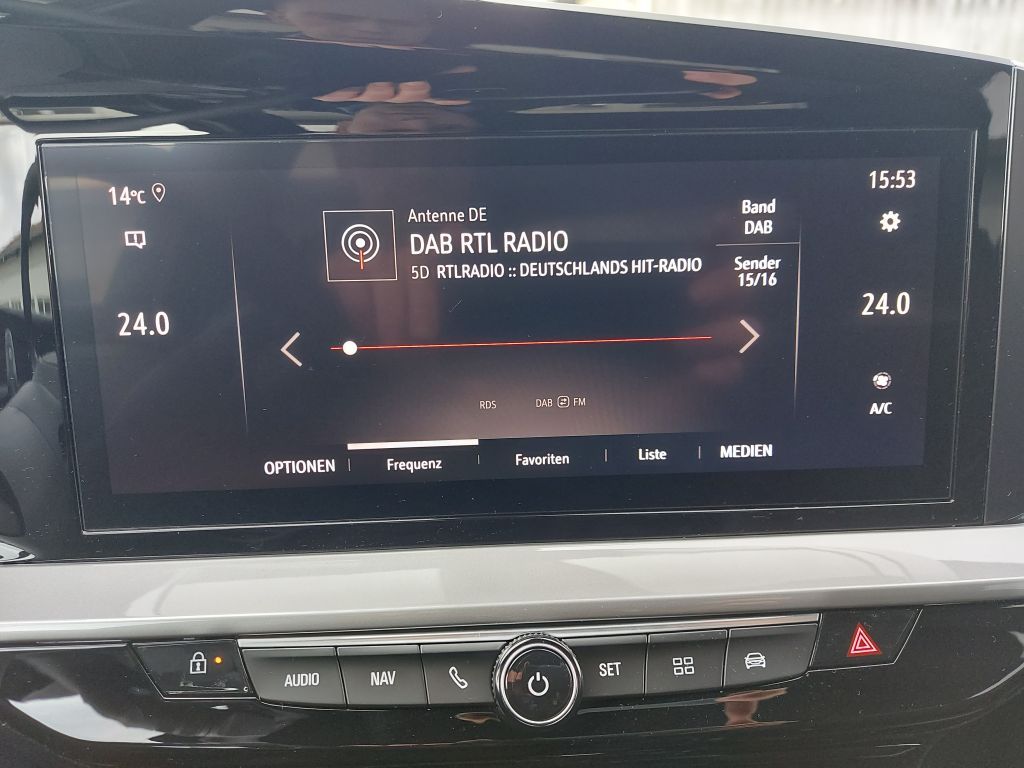 14°C
15:53
Antenne DE
DAB RTL RADIO
5D RTLRADIO :: DEUTSCHLANDS HIT-RADIO
Band
DAB
Sender
15/16
24.0
24.0
RDS
DAB FM
A/C
OPTIONEN
Frequenz
Favoriten
Liste
MEDIEN
AUDIO
NAV
SET